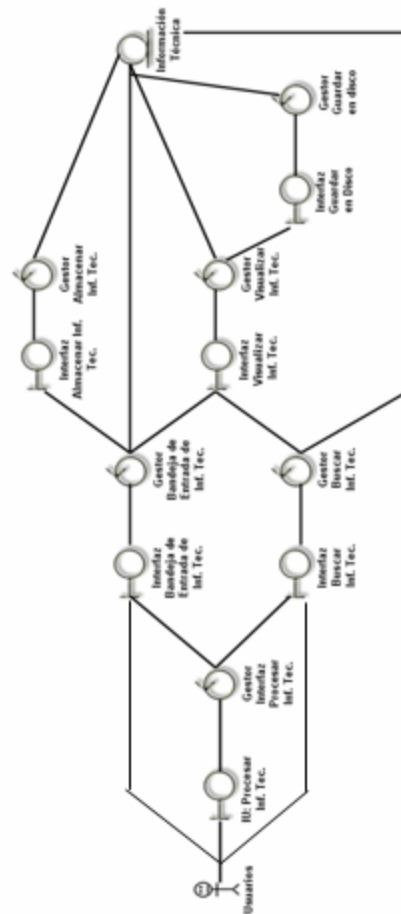 Usuarios
IU: Procesar
Inf. Tec.
Gestor
Interfaz
Procesar
Inf. Tec.
Interfaz
Bandeja de
Entrada de
Inf. Tec.
Gestor
Bandeja de
Entrada de
Inf. Tec.
Interfaz
Buscar
Inf. Tec.
Gestor
Buscar
Inf. Tec.
Interfaz
Almacenar Inf.
Tec.
Gestor
Almacenar
Inf. Tec.
Interfaz
Visualizar
Inf. Tec.
Gestor
Visualizar
Inf. Tec.
Interfaz
Guardar
en Disco
Gestor
Guardar
en disco
Información
Técnica